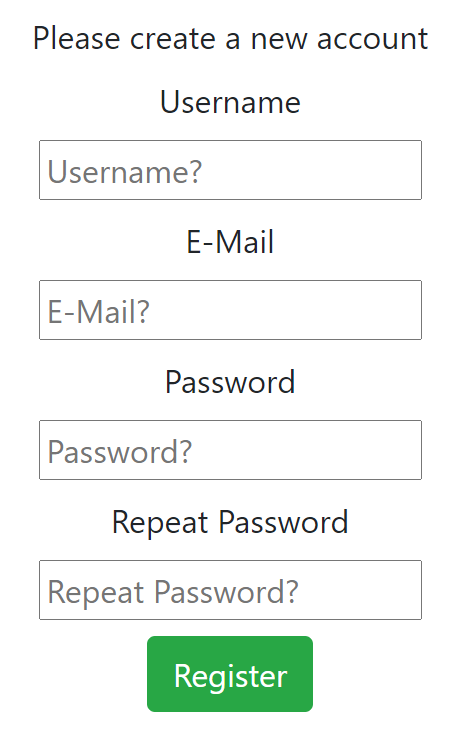 Please create a new account
Username
Username?
E-Mail
E-Mail?
Password
Password?
Repeat Password
Repeat Password?
Register